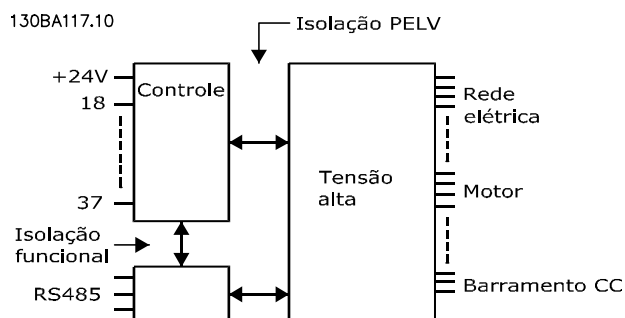 130BA117.10
Isolação PELV
+24V
Controle
18
37
Tensão
alta
Rede
elétrica
Motor
Isolação
funcional
RS485
Barramento CC